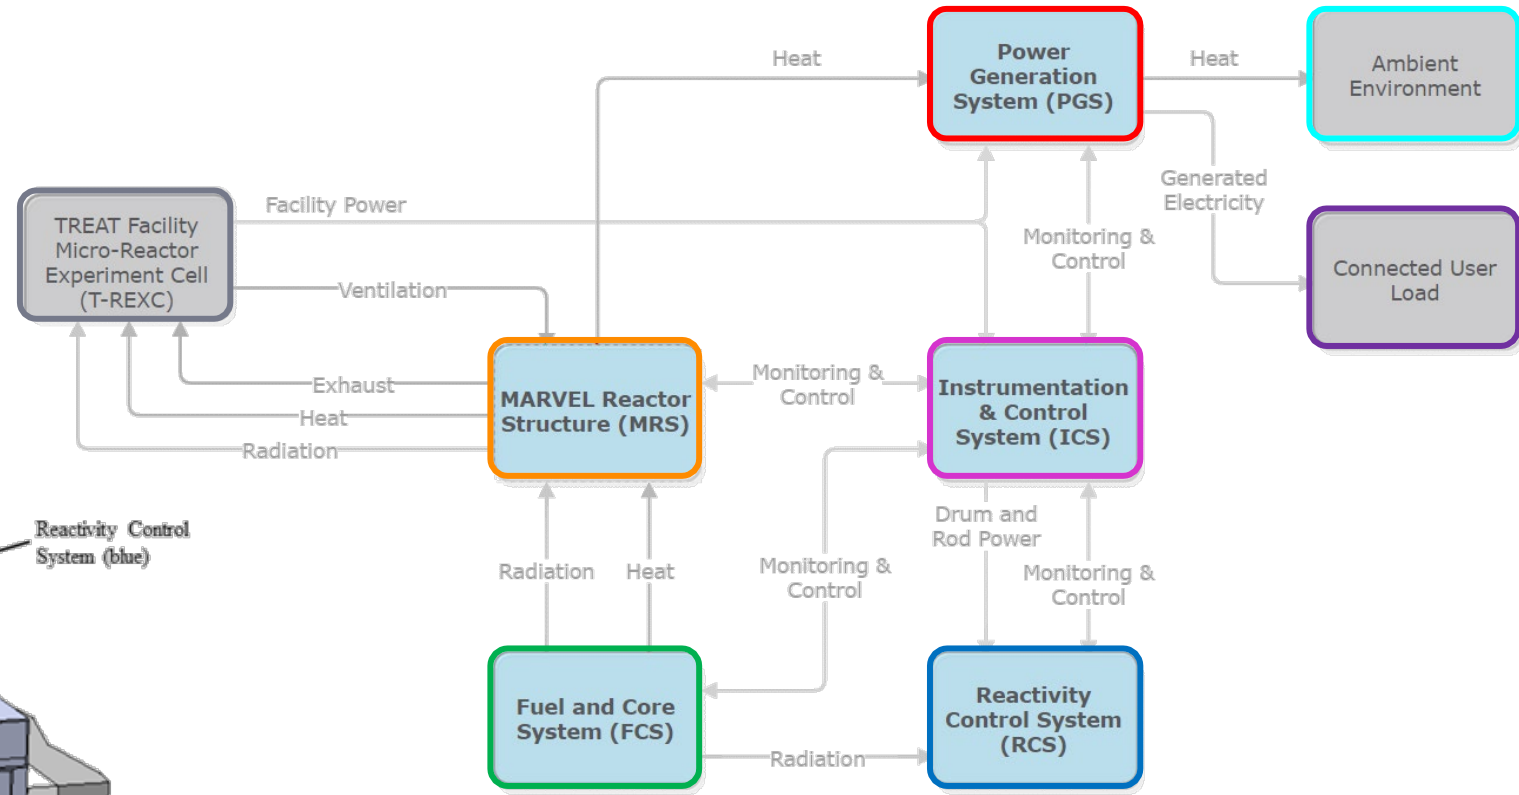 Heat
Power
Generation
System (PGS)
Heat
Ambient
Environment
Generated
Electricity
TREAT Facility
Micro-Reactor
Experiment Cell
(T-REXC)
Facility Power
Monitoring &
Control
Connected User
Load
Ventilation
Exhaust
Heat
Radiation
MARVEL Reactor
Structure (MRS)
Monitoring &
Control
Instrumentation
& Control
System (ICS)
Reactivity Control
System (blue)
Radiation
Heat
Monitoring &
Control
Drum and
Rod Power
Monitoring &
Control
Fuel and Core
System (FCS)
Radiation
Reactivity
Control System
(RCS)